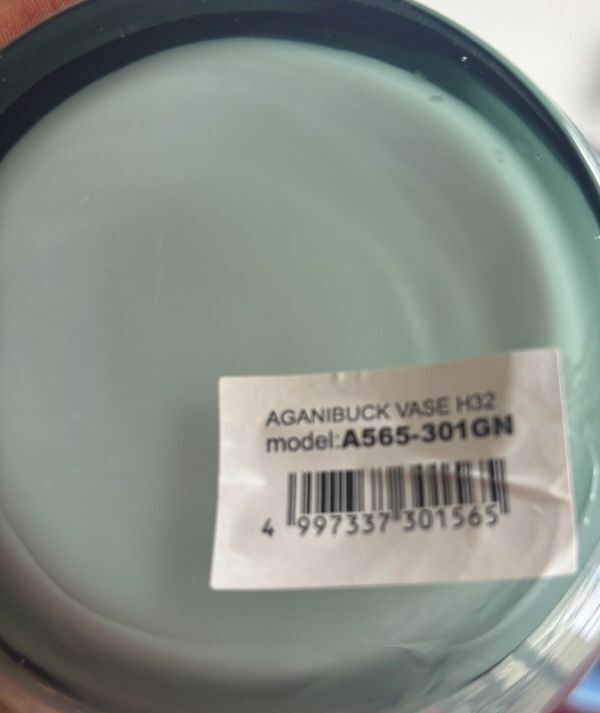 AGANIBUCK VASE H32
model:A565-301GN
4 997337 301565